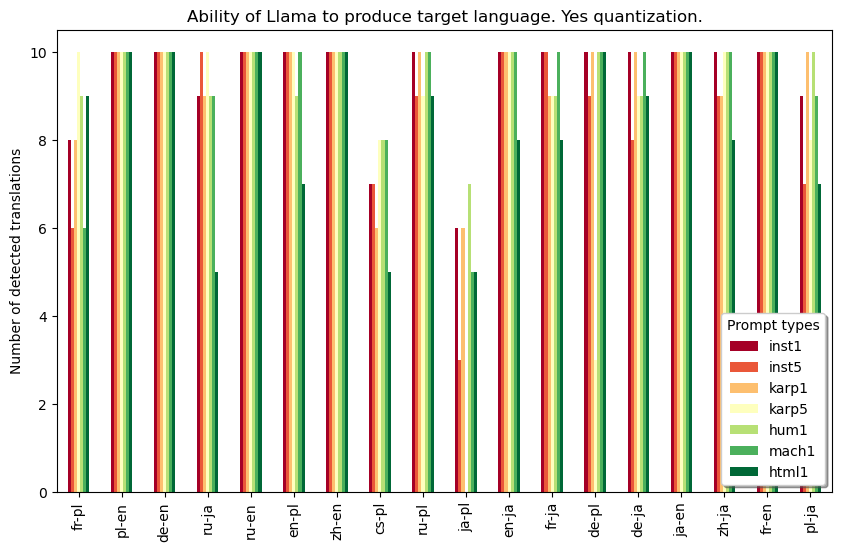 Ability of Llama to produce target language. Yes quantization.
Number of detected translations
10
8
6
4
2
0
Prompt types
inst1
inst5
karp1
karp5
hum1
mach1
html1
fr-pl
pl-en
de-en
ru-ja
ru-en
en-pl
zh-en
cs-pl
ru-pl
ja-pl
en-ja
fr-ja
de-pl
de-ja
ja-en
zh-ja
fr-en
pl-ja